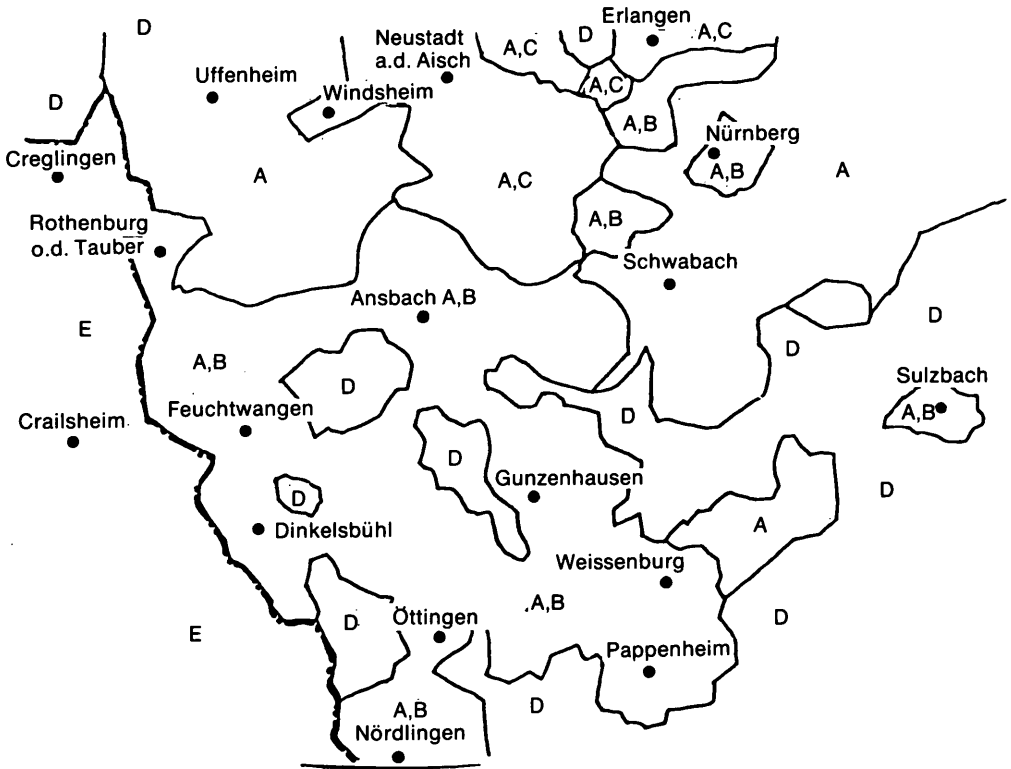 D
Erlangen
Neustadt
a.d. Aisch
A,C
D
A,C
Uffenheim
Windsheim
A,C
D
A,B
Nürnberg
Creglingen
A
A,C
A,B
A
Rothenburg
o.d. Tauber
A,B
Schwabach
Ansbach A,B
E
D
D
A,B
D
Sulzbach
A,B
Crailsheim
Feuchtwangen
D
D
Gunzenhausen
D
D
Dinkelsbühl
A
Weissenburg
A,B
E
D
Öttingen
D
Pappenheim
A,B
D
Nördlingen